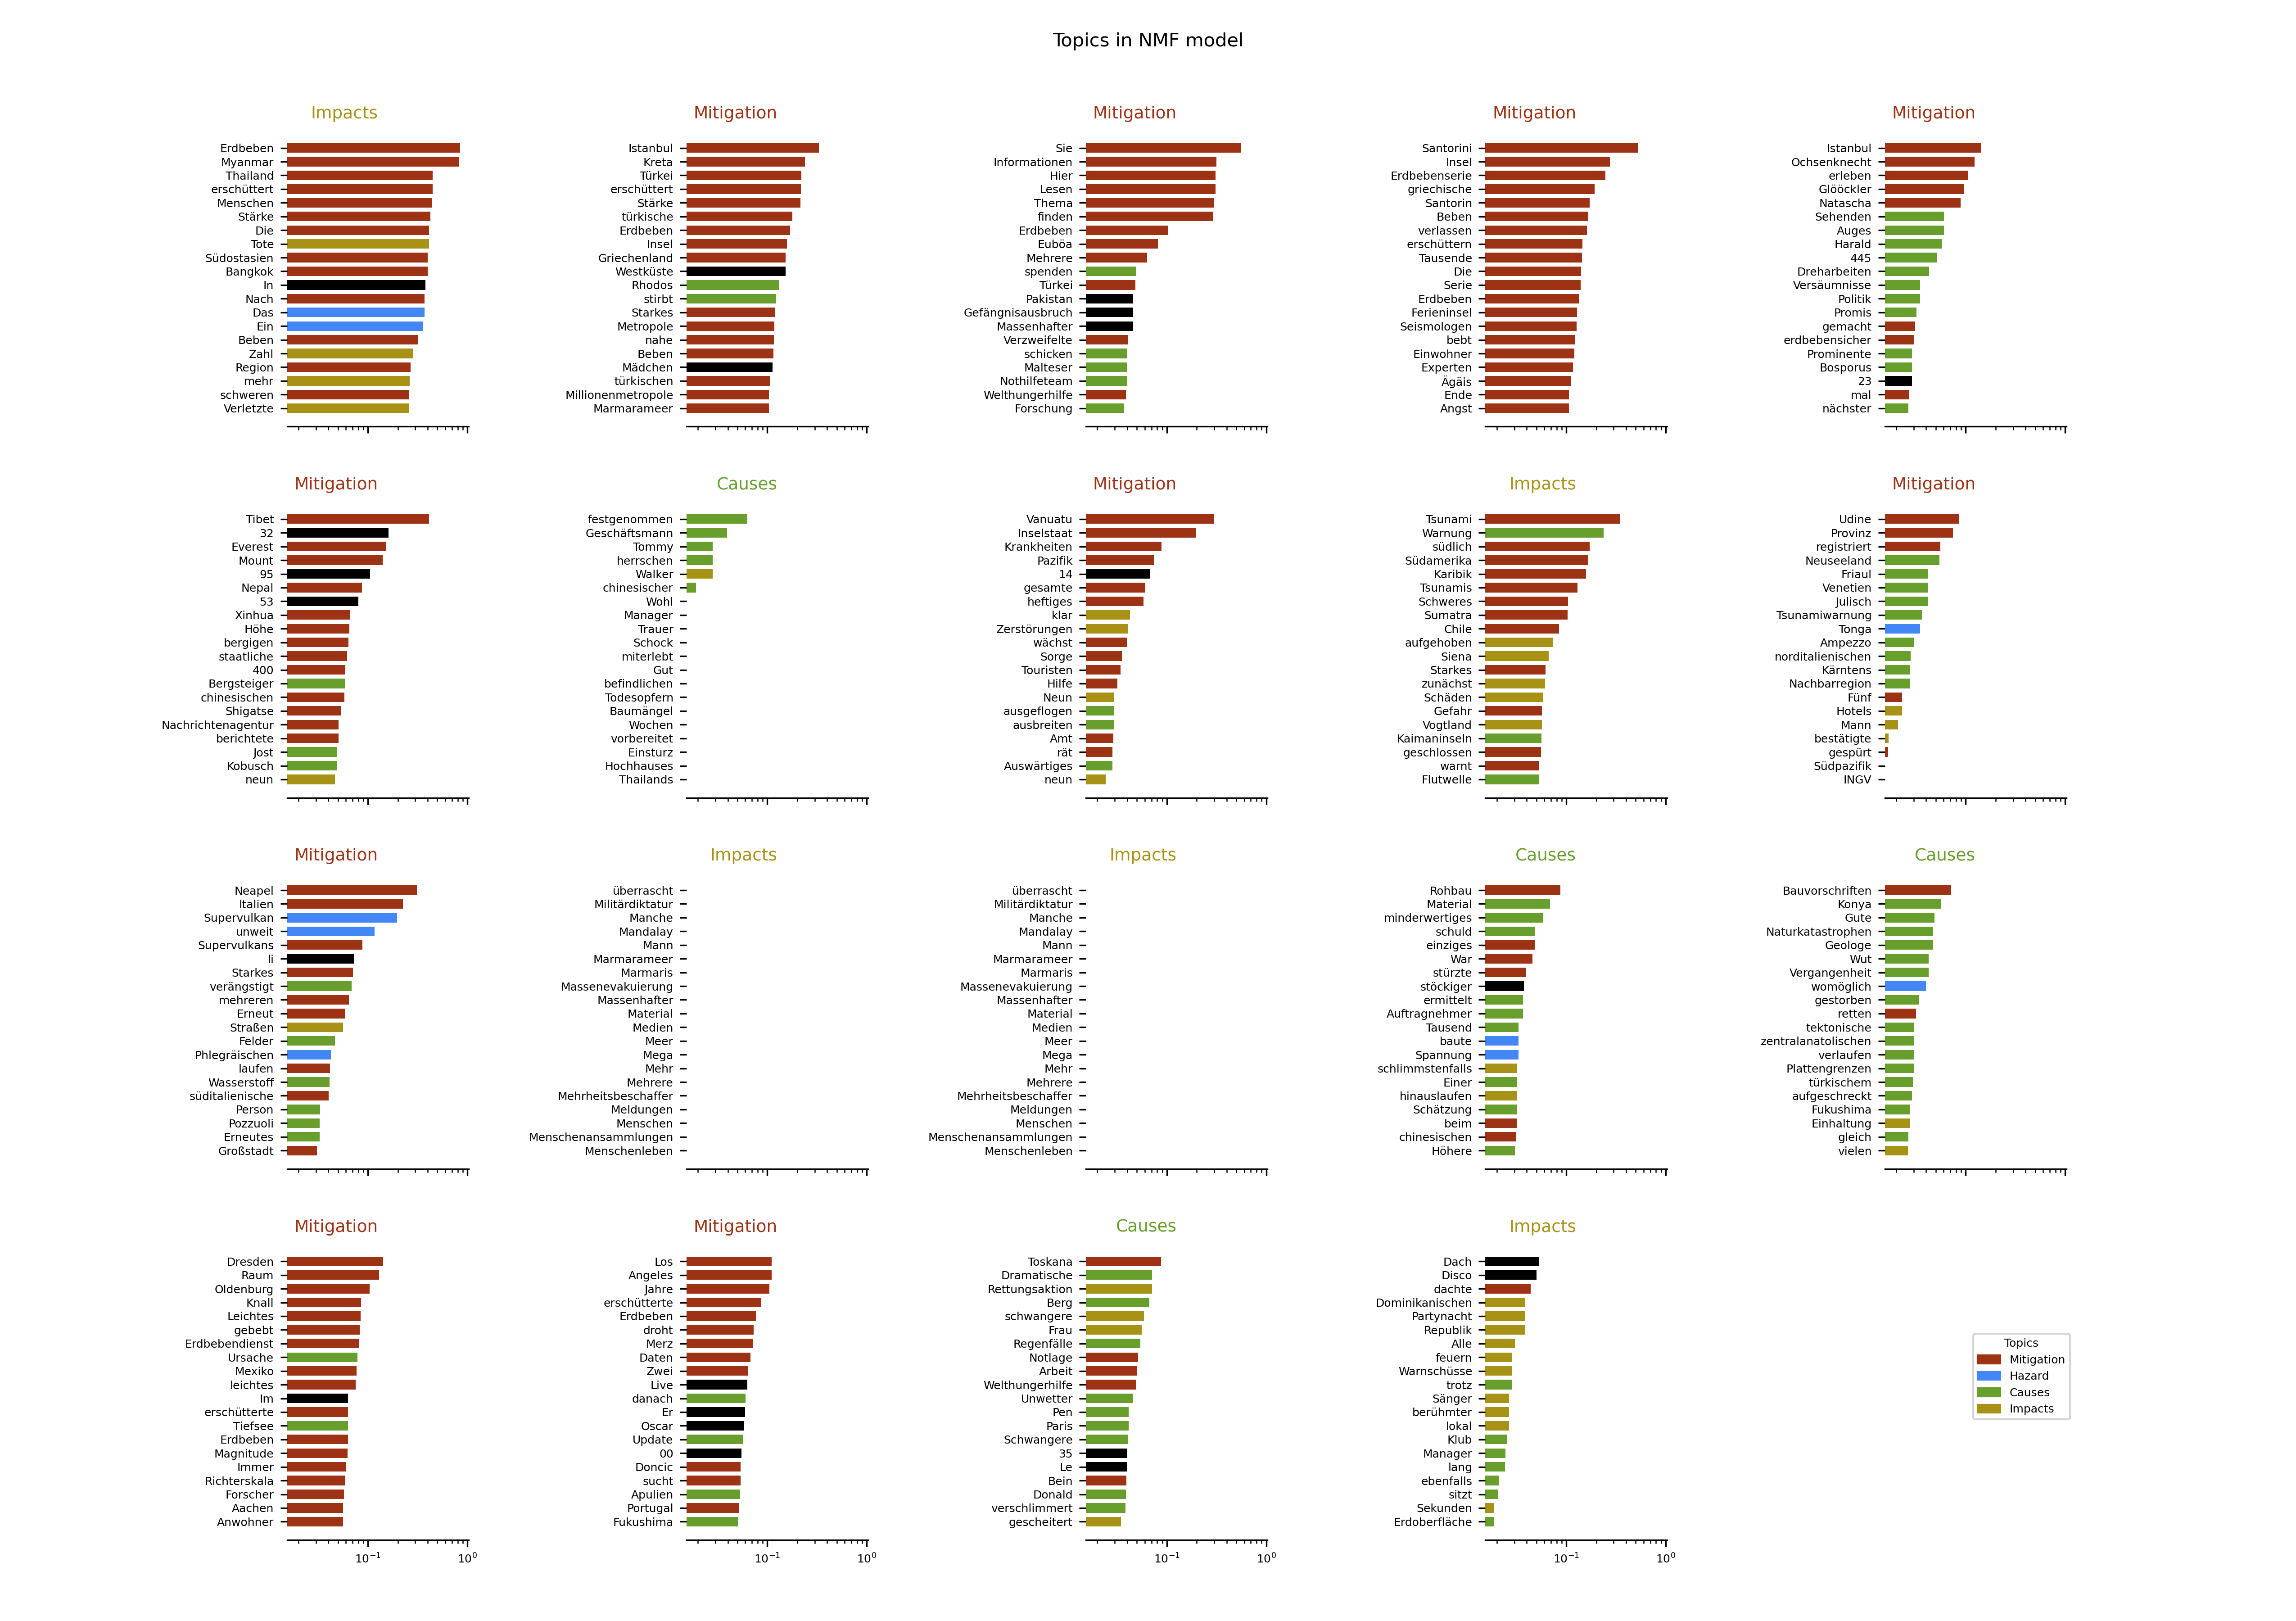 Topics in NMF model
Impacts
Erdbeben
Myanmar
Thailand
erschüttert
Menschen
Stärke
Die
Tote
Südostasien
Bangkok
In
Nach
Das
Ein
Beben
Zahl
Region
mehr
schweren
Verletzte
Mitigation
Istanbul
Kreta
Türkei
erschüttert
Stärke
türkische
Erdbeben
Insel
Griechenland
Westküste
Rhodos
stirbt
Starkes
Metropole
nahe
Beben
Mädchen
türkischen
Millionenmetropole
Marmarameer
Mitigation
Sie
Informationen
Hier
Lesen
Thema
finden
Erdbeben
Euböa
Mehrere
spenden
Türkei
Pakistan
Gefängnisausbruch
Massenhafter
Verzweifelte
schicken
Malteser
Nothilfeteam
Welthungerhilfe
Forschung
Mitigation
Santorini
Insel
Erdbebenserie
griechische
Santorin
Beben
verlassen
erschüttern
Tausende
Die
Serie
Erdbeben
Ferieninsel
Seismologen
bebt
Einwohner
Experten
Ägäis
Ende
Angst
Mitigation
Istanbul
Ochsenknecht
erleben
Glööckler
Natascha
Sehenden
Auges
Harald
445
Dreharbeiten
Versäumnisse
Politik
Promis
gemacht
erdbebensicher
Prominente
Bosporus
23
mal
nächster
Mitigation
Tibet
32
Everest
Mount
95
Nepal
53
Xinhua
Höhe
bergigen
staatliche
400
Bergsteiger
chinesischen
Shigatse
Nachrichtenagentur
berichtete
Jost
Kobusch
neun
Causes
festgenommen
Geschäftsmann
Tommy
herrschen
Walker
chinesischer
Wohl
Manager
Trauer
Schock
miterlebt
Gut
befindlichen
Todesopfern
Baumängel
Wochen
vorbereitet
Einsturz
Hochhauses
Thailands
Mitigation
Vanuatu
Inselstaat
Krankheiten
Pazifik
14
gesamte
heftiges
klar
Zerstörungen
wächst
Sorge
Touristen
Hilfe
Neun
ausgeflogen
ausbreiten
Amt
rät
Auswärtiges
neun
Impacts
Tsunami
Warnung
südlich
Südamerika
Karibik
Tsunamis
Schweres
Sumatra
Chile
aufgehoben
Siena
Starkes
zunächst
Schäden
Gefahr
Vogtland
Kaimaninseln
geschlossen
warnt
Flutwelle
Mitigation
Udine
Provinz
registriert
Neuseeland
Friaul
Venetien
Julisch
Tsunamiwarnung
Tonga
Ampezzo
norditalienischen
Kärntens
Nachbarregion
Fünf
Hotels
Mann
bestätigte
gespürt
Südpazifik
INGV
Mitigation
Neapel
Italien
Supervulkan
unweit
Supervulkans
li
Starkes
verängstigt
mehreren
Erneut
Straßen
Felder
Phlegräischen
laufen
Wasserstoff
süditalienische
Person
Pozzuoli
Erneutes
Großstadt
Impacts
überrascht
Militärdiktatur
Manche
Mandalay
Mann
Marmarameer
Marmaris
Massenevakuierung
Massenhafter
Material
Medien
Meer
Mega
Mehr
Mehrere
Mehrheitsbeschaffer
Meldungen
Menschen
Menschenansammlungen
Menschenleben
Impacts
überrascht
Militärdiktatur
Manche
Mandalay
Mann
Marmarameer
Marmaris
Massenevakuierung
Massenhafter
Material
Medien
Meer
Mega
Mehr
Mehrere
Mehrheitsbeschaffer
Meldungen
Menschen
Menschenansammlungen
Menschenleben
Causes
Rohbau
Material
minderwertiges
schuld
einziges
War
stürzte
stöckiger
ermittelt
Auftragnehmer
Tausend
baute
Spannung
schlimmstenfalls
Einer
hinauslaufen
Schätzung
beim
chinesischen
Höhere
Causes
Bauvorschriften
Konya
Gute
Naturkatastrophen
Geologe
Wut
Vergangenheit
womöglich
gestorben
retten
tektonische
zentralanatolischen
verlaufen
Plattengrenzen
türkischem
aufgeschreckt
Fukushima
Einhaltung
gleich
vielen
Mitigation
Dresden
Raum
Oldenburg
Knall
Leichtes
gebebt
Erdbebendienst
Ursache
Mexiko
leichtes
Im
erschütterte
Tiefsee
Erdbeben
Magnitude
Immer
Richterskala
Forscher
Aachen
Anwohner
10⁻¹ 10⁰
Mitigation
Los
Angeles
Jahre
erschütterte
Erdbeben
droht
Merz
Daten
Zwei
Live
danach
Er
Oscar
Update
00
Doncic
sucht
Apulien
Portugal
Fukushima
10⁻¹ 10⁰
Causes
Toskana
Dramatische
Rettungsaktion
Berg
schwangere
Frau
Regenfälle
Notlage
Arbeit
Welthungerhilfe
Unwetter
Pen
Paris
Schwangere
35
Le
Bein
Donald
verschlimmert
gescheitert
10⁻¹ 10⁰
Impacts
Dach
Disco
dachte
Dominikanischen
Partynacht
Republik
Alle
feuern
Warnschüsse
trotz
Sänger
berühmter
lokal
Klub
Manager
lang
ebenfalls
sitzt
Sekunden
Erdoberfläche
10⁻¹ 10⁰
Topics
Mitigation
Hazard
Causes
Impacts